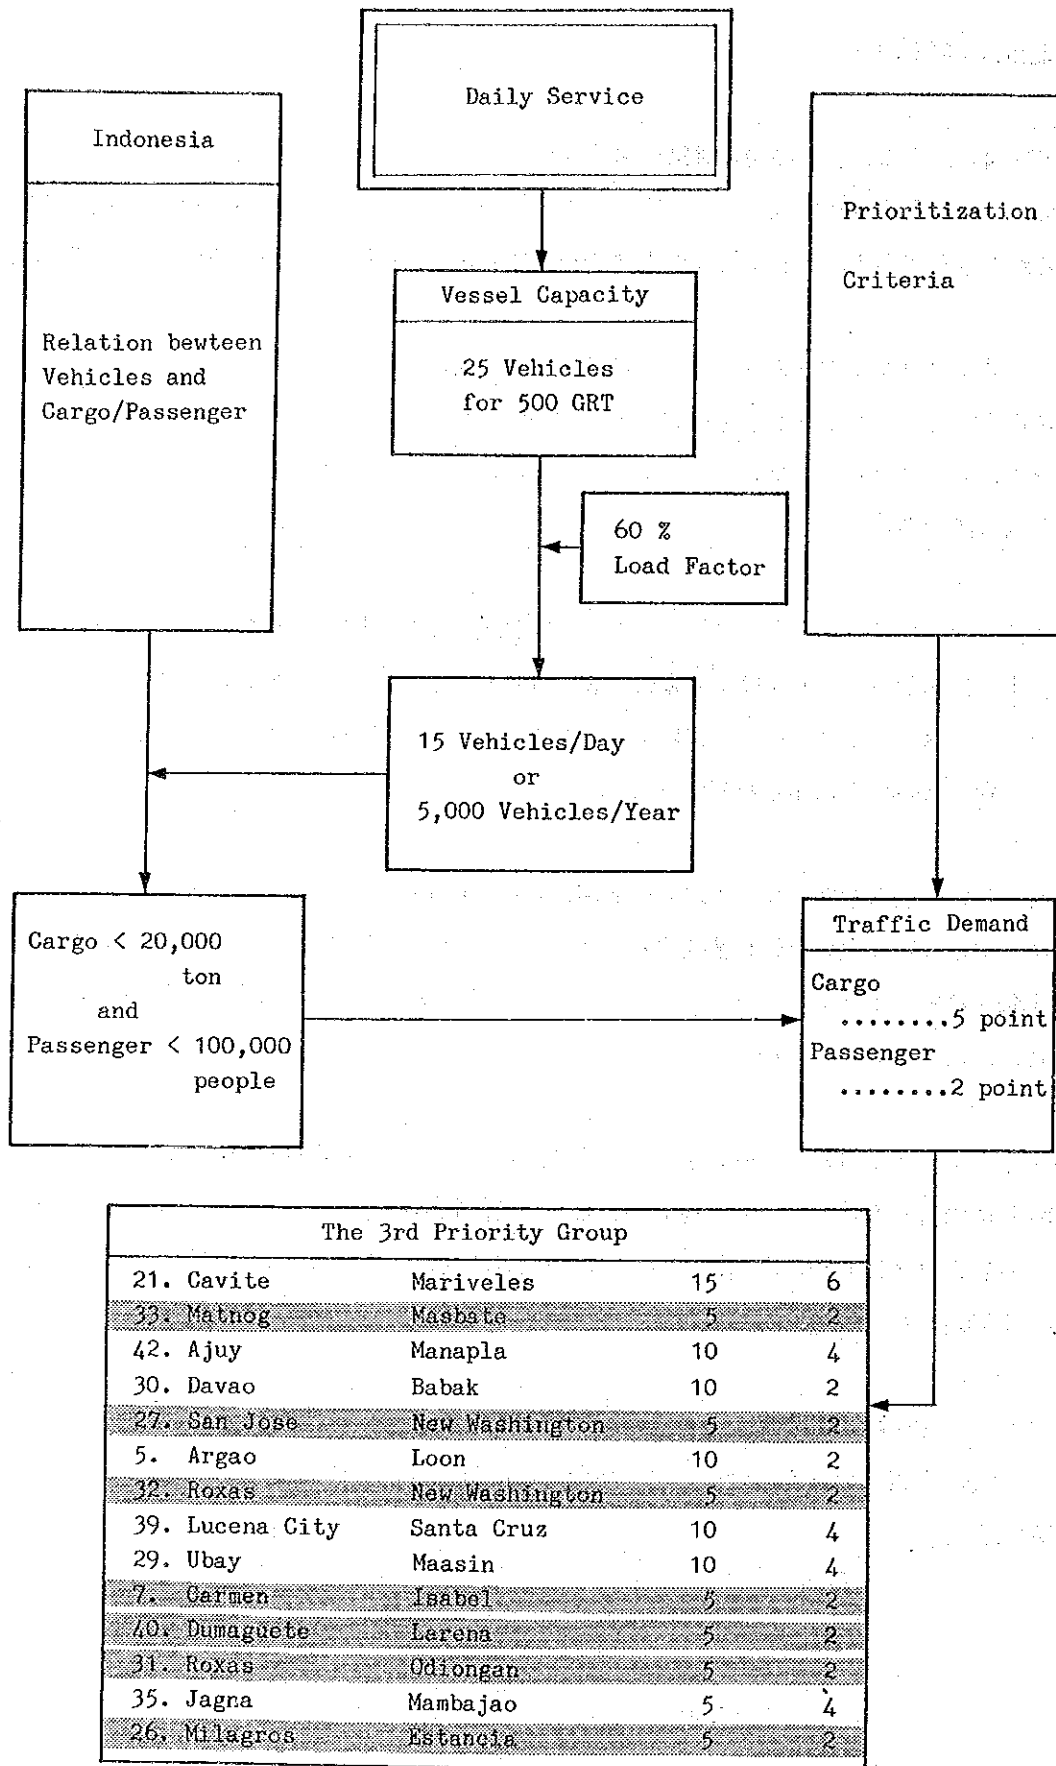 Daily Service
Indonesia
Relation bewteen
Vehicles and
Cargo/Passenger
Vessel Capacity
25 Vehicles
for 500 GRT
Prioritization
Criteria
60 %
Load Factor
15 Vehicles/Day
or
5,000 Vehicles/Year
Cargo < 20,000
ton
and
Passenger < 100,000
people
Traffic Demand
Cargo
........5 point
Passenger
........2 point
The 3rd Priority Group
21. Cavite Mariveles 15 6
33. Matnog Masbate 5 2
42. Ajuy Manapla 10 4
30. Davao Babak 10 2
27. San Jose New Washington 5 2
5. Argao Loon 10 2
32. Roxas New Washington 5 2
39. Lucena City Santa Cruz 10 4
29. Ubay Maasin 10 4
7. Carmen Isabel 5 2
40. Dumaguete Larena 5 2
31. Roxas Odiongan 5 2
35. Jagna Mambajao 5 4
26. Milagros Estancia 5 2